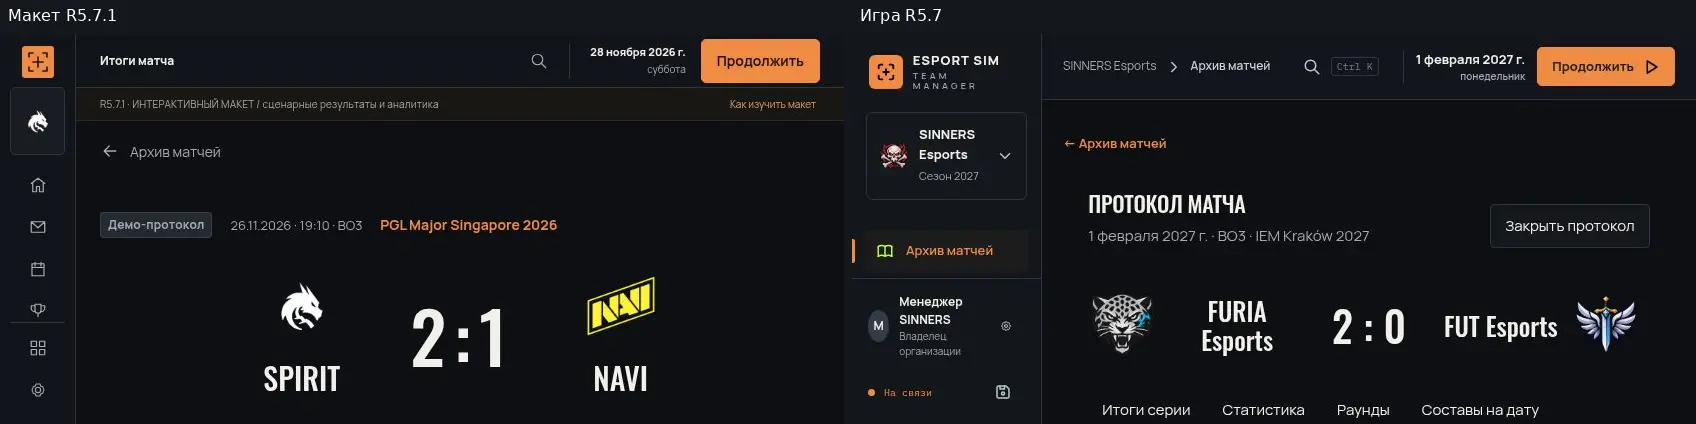 Макет R5.7.1
Итоги матча
28 ноября 2026 г.
суббота
Продолжить
R5.7.1 · ИНТЕРАКТИВНЫЙ МАКЕТ / сценарные результаты и аналитика
Как изучить макет
← Архив матчей
Демо-протокол
26.11.2026 · 19:10 · BO3
PGL Major Singapore 2026
NAVI
2:1
SPIRIT
NAVI
Игра R5.7
ESPORT SIM
TEAM
MANAGER
SINNERS Esports > Архив матчей
Ctrl K
1 февраля 2027 г.
понедельник
Продолжить
SINNERS
Esports
Сезон 2027
Архив матчей
Менеджер
SINNERS
Владелец
организации
М
На связи
← Архив матчей
ПРОТОКОЛ МАТЧА
1 февраля 2027 г. · BO3 · IEM Kraków 2027
Закрыть протокол
FURIA
Esports
2 : 0
FUT Esports
Итоги серии
Статистика
Раунды
Составы на дату